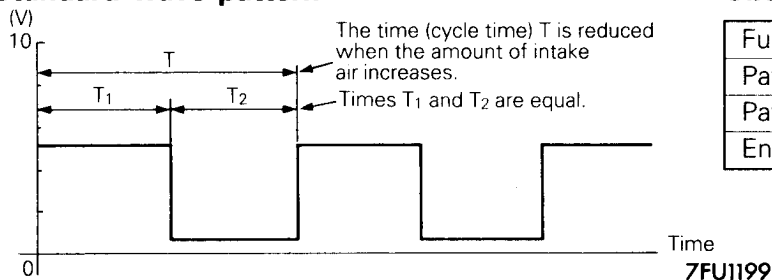 (V)
10
The time (cycle time) T is reduced
when the amount of intake
air increases.
T
T1
T2
Times T1 and T2 are equal.
0
Time
7FU1199
Fu
Pa
Pa
En